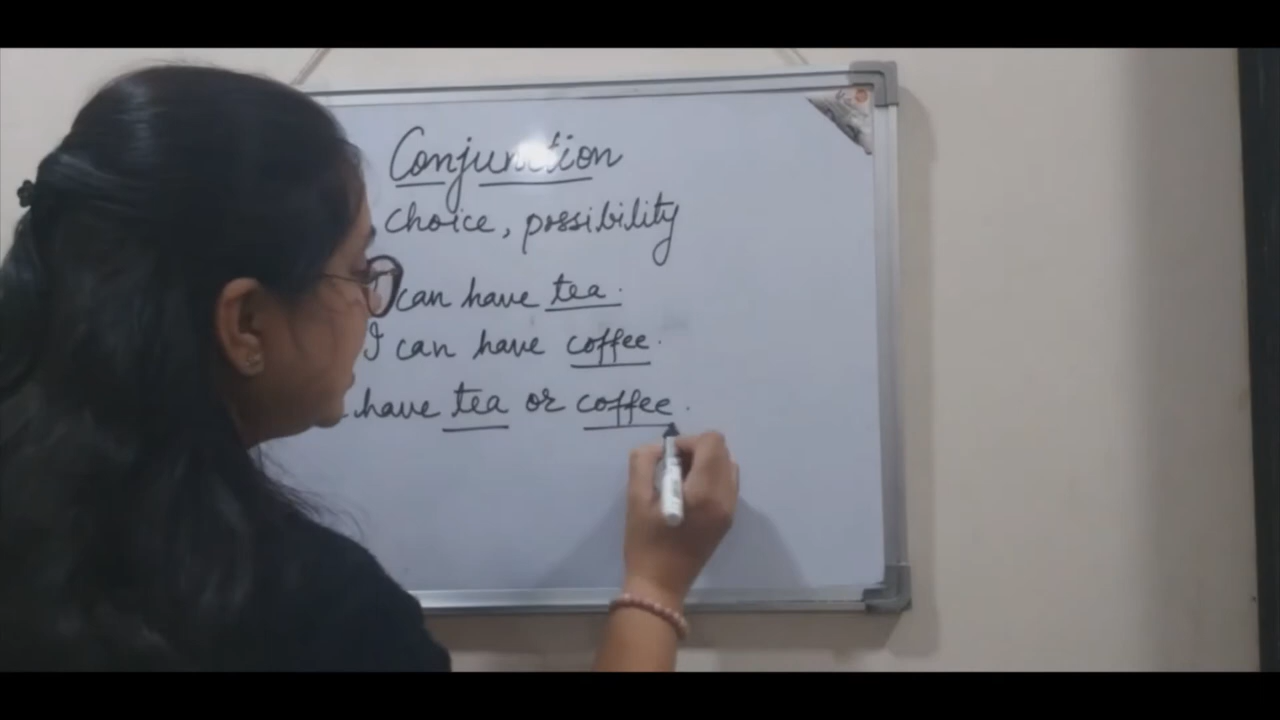 Conjunction
choice, possibility
can have tea.
I can have coffee.
have tea or coffee.